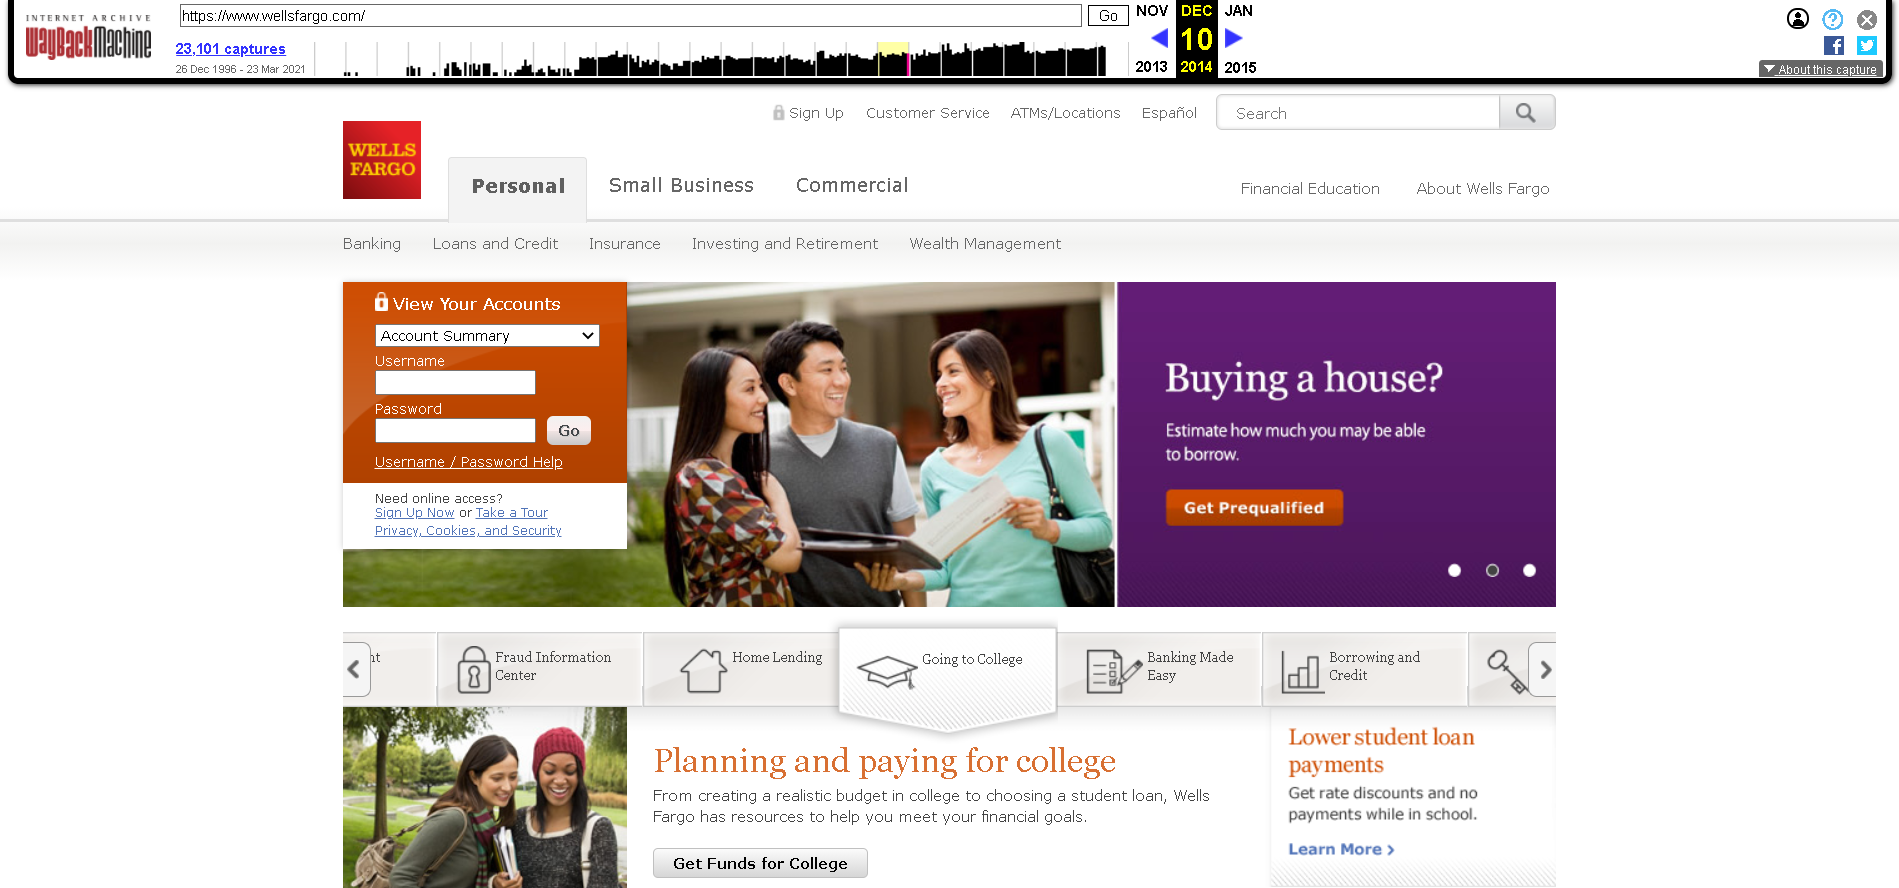 INTERNET ARCHIVE
WayBackMachine
https://www.wellsfargo.com/
Go
NOV DEC JAN
23,101 captures
10
26 Dec 1996 - 23 Mar 2021
2013 2014 2015
About this capture
Sign Up Customer Service ATMs/Locations Español Search
WELLS
FARGO
Personal Small Business Commercial Financial Education About Wells Fargo
Banking Loans and Credit Insurance Investing and Retirement Wealth Management
View Your Accounts
Account Summary
Username
Password
Go
Username / Password Help
Need online access?
Sign Up Now or Take a Tour
Privacy, Cookies, and Security
Buying a house?
Estimate how much you may be able
to borrow.
Get Prequalified
nt
Fraud Information
Center
Home Lending
Going to College
Banking Made
Easy
Borrowing and
Credit
Planning and paying for college
From creating a realistic budget in college to choosing a student loan, Wells
Fargo has resources to help you meet your financial goals.
Get Funds for College
Lower student loan
payments
Get rate discounts and no
payments while in school.
Learn More >